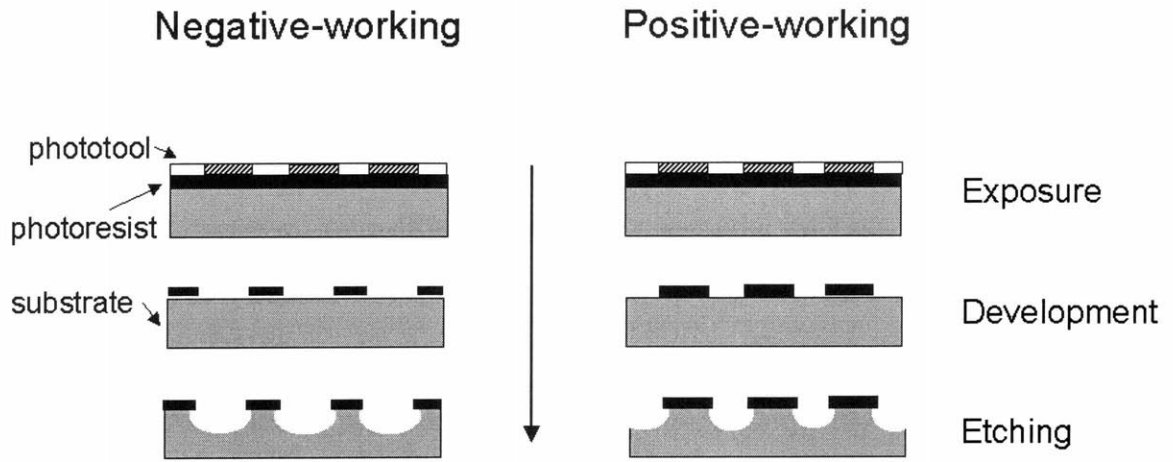 Negative-working
Positive-working
phototool
photoresist
Exposure
substrate
Development
Etching